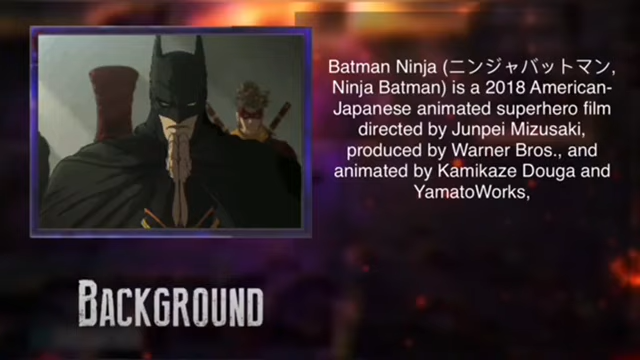 Batman Ninja (ニンジャバットマン,
Ninja Batman) is a 2018 American-
Japanese animated superhero film
directed by Junpei Mizusaki,
produced by Warner Bros., and
animated by Kamikaze Douga and
YamatoWorks,
BACKGROUND